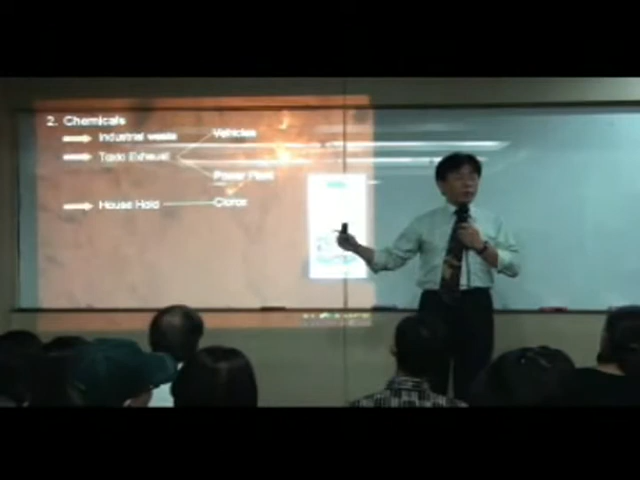 2. Chemicals
Industrial waste
Vehicles
Toxic Exhaust
Power Plant
House Hold
Clorox